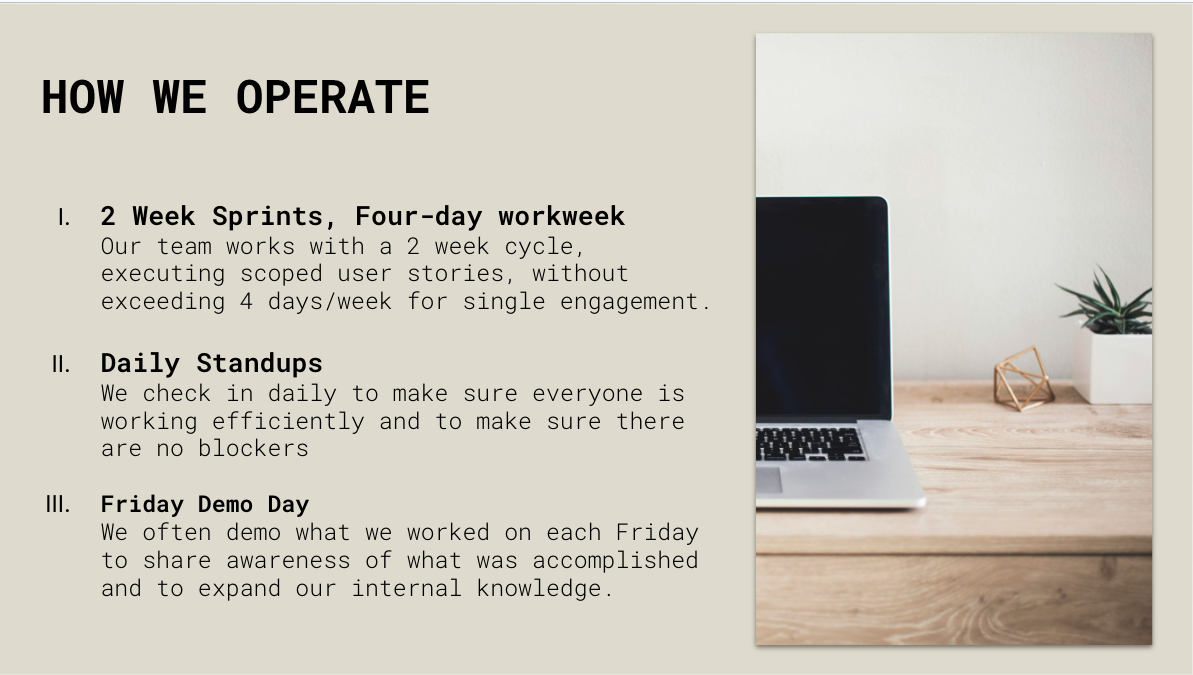 HOW WE OPERATE
I. 2 Week Sprints, Four-day workweek
Our team works with a 2 week cycle,
executing scoped user stories, without
exceeding 4 days/week for single engagement.
II. Daily Standups
We check in daily to make sure everyone is
working efficiently and to make sure there
are no blockers
III. Friday Demo Day
We often demo what we worked on each Friday
to share awareness of what was accomplished
and to expand our internal knowledge.